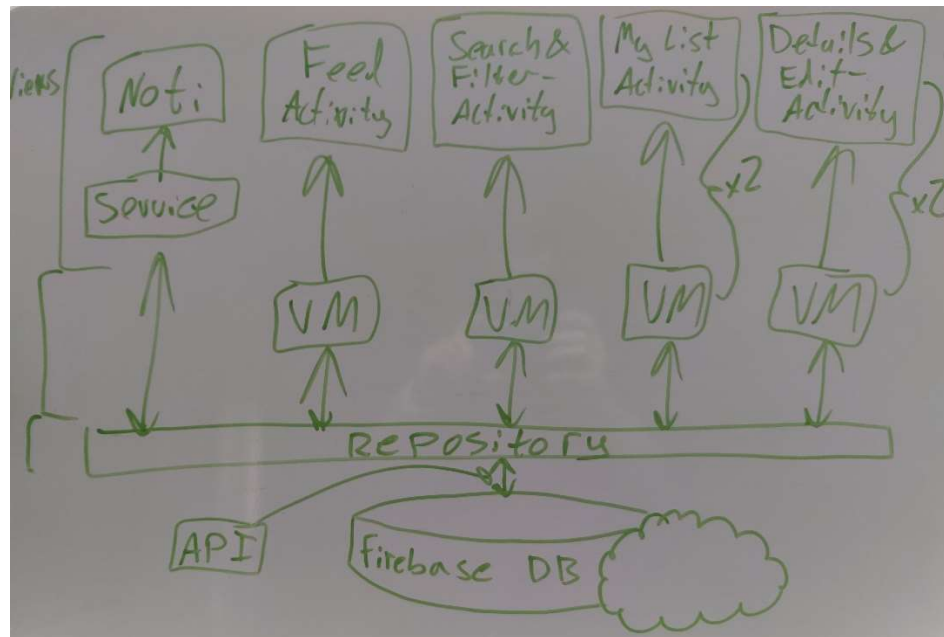 Views
Noti
Service
Feed
Activity
Search &
Filter-
Activity
My List
Activity
Details &
Edit-
Activity
x2
x2
VM
VM
VM
VM
Repository
API
Firebase DB